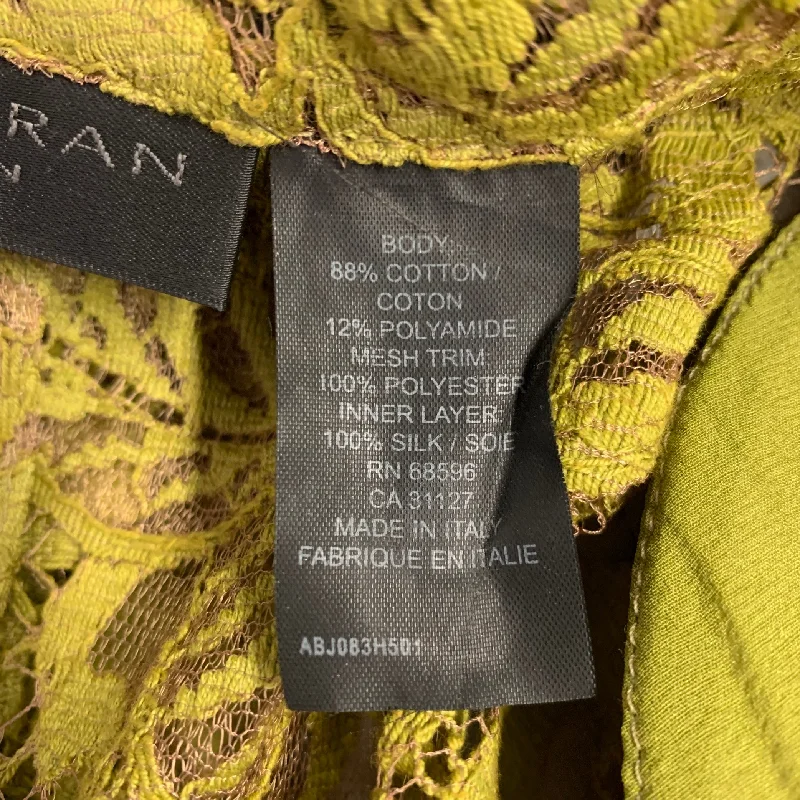 RAN
N
BODY:
88% COTTON /
COTON
12% POLYAMIDE
MESH TRIM
100% POLYESTER
INNER LAYER:
100% SILK / SOIE
RN 68596
CA 31127
MADE IN ITALY
FABRIQUE EN ITALIE
ABJ083H501